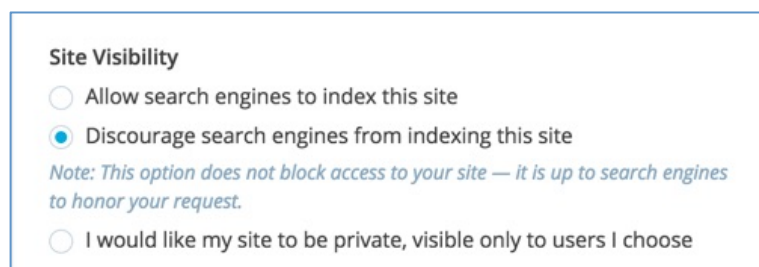 Site Visibility
Allow search engines to index this site
Discourage search engines from indexing this site
Note: This option does not block access to your site — it is up to search engines
to honor your request.
I would like my site to be private, visible only to users I choose